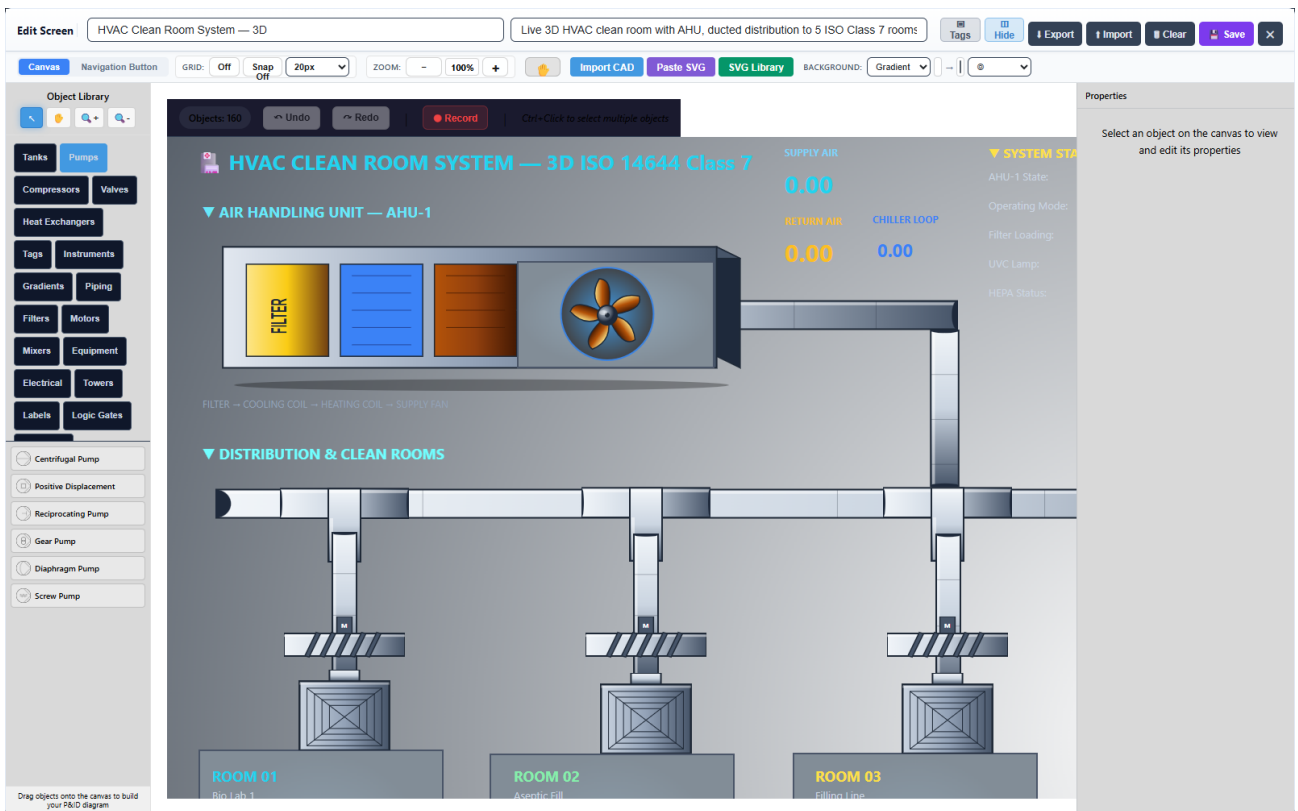 Edit Screen
HVAC Clean Room System — 3D
Live 3D HVAC clean room with AHU, ducted distribution to 5 ISO Class 7 rooms
Tags
Hide
Export
Import
Clear
Save
Canvas
Navigation Button
GRID:
Off
Snap Off
20px
ZOOM:
-
100%
+
Import CAD
Paste SVG
SVG Library
BACKGROUND:
Gradient
→
Object Library
Tanks
Pumps
Compressors
Valves
Heat Exchangers
Tags
Instruments
Gradients
Piping
Filters
Motors
Mixers
Equipment
Electrical
Towers
Labels
Logic Gates
Centrifugal Pump
Positive Displacement
Reciprocating Pump
Gear Pump
Diaphragm Pump
Screw Pump
Drag objects onto the canvas to build
your P&ID diagram
Objects: 160
Undo
Redo
Record
Ctrl+Click to select multiple objects
HVAC CLEAN ROOM SYSTEM — 3D ISO 14644 Class 7
SUPPLY AIR
0.00
RETURN AIR
0.00
CHILLER LOOP
0.00
▼ SYSTEM STA
AHU-1 State:
Operating Mode:
Filter Loading:
UVC Lamp:
HEPA Status:
▼ AIR HANDLING UNIT — AHU-1
FILTER
FILTER → COOLING COIL → HEATING COIL → SUPPLY FAN
▼ DISTRIBUTION & CLEAN ROOMS
M
M
M
ROOM 01
Bio Lab 1
ROOM 02
Aseptic Fill
ROOM 03
Filling Line
Properties
Select an object on the canvas to view
and edit its properties